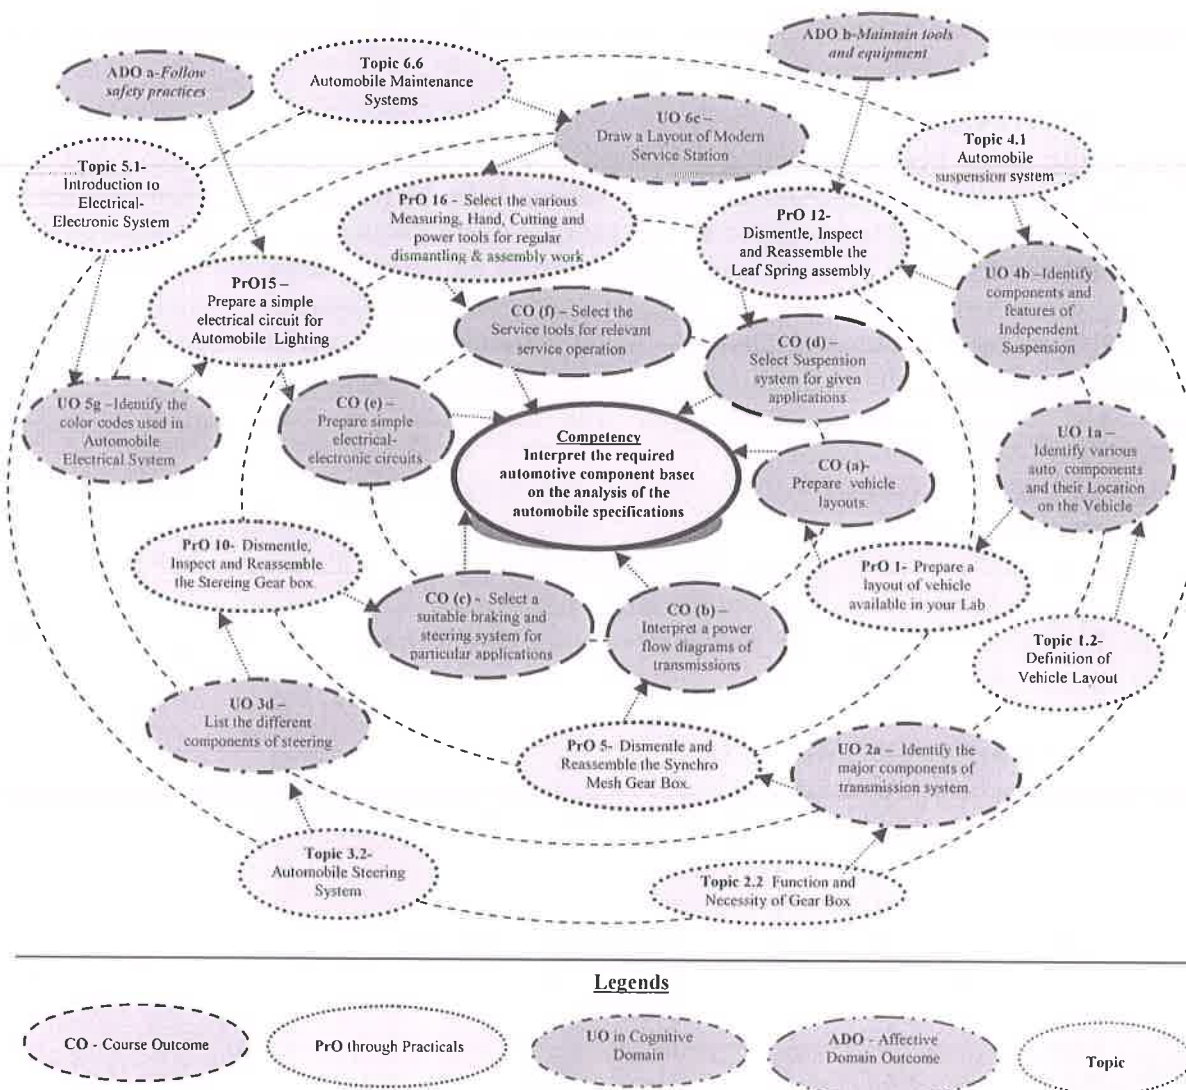 ADO a-Follow
safety practices
Topic 6.6
Automobile Maintenance
Systems
ADO b-Maintain tools
and equipment
UO 6c –
Draw a Layout of Modern
Service Station
Topic 4.1
Automobile
suspension system
Topic 5.1-
Introduction to
Electrical-
Electronic System
PrO 16 - Select the various
Measuring, Hand, Cutting and
power tools for regular
dismantling & assembly work
PrO 12-
Dismentle, Inspect
and Reassemble the
Leaf Spring assembly
UO 4b –Identify
components and
features of
Independent
Suspension
PrO15 –
Prepare a simple
electrical circuit for
Automobile Lighting
CO (f) – Select the
Service tools for relevant
service operation
CO (d) –
Select Suspension
system for given
applications
UO 5g –Identify the
color codes used in
Automobile
Electrical System
CO (e) –
Prepare simple
electrical-
electronic circuits
Competency
Interpret the required
automotive component based
on the analysis of the
automobile specifications
CO (a)-
Prepare vehicle
layouts.
UO 1a –
Identify various
auto components
and their Location
on the Vehicle
PrO 10- Dismentle,
Inspect and Reassemble
the Stereing Gear box
CO (c) - Select a
suitable braking and
steering system for
particular applications
CO (b) –
Interpret a power
flow diagrams of
transmissions
PrO 1- Prepare a
layout of vehicle
available in your Lab
Topic 1.2-
Definition of
Vehicle Layout
UO 3d –
List the different
components of steering
PrO 5- Dismentle and
Reassemble the Synchro
Mesh Gear Box.
UO 2a – Identify the
major components of
transmission system
Topic 3.2-
Automobile Steering
System
Topic 2.2 Function and
Necessity of Gear Box
Legends
CO - Course Outcome
PrO through Practicals
UO in Cognitive
Domain
ADO - Affective
Domain Outcome
Topic